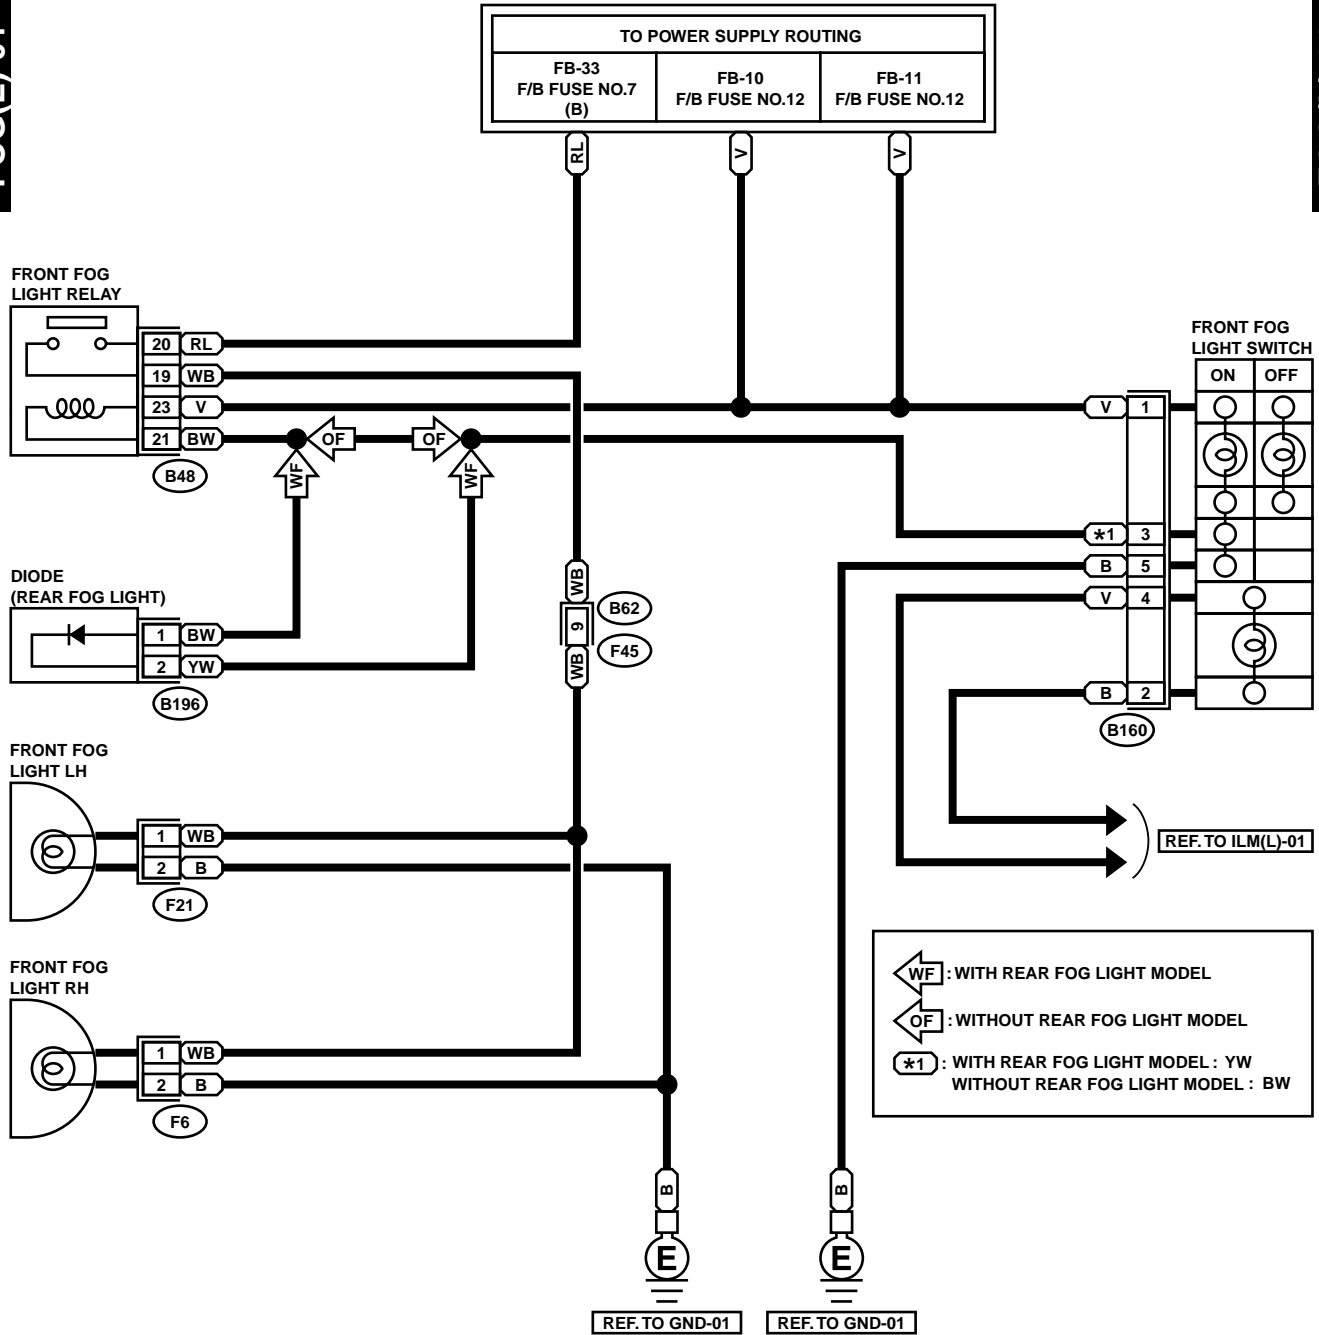 TO POWER SUPPLY ROUTING
FB-33
F/B FUSE NO.7
(B)
FB-10
F/B FUSE NO.12
FB-11
F/B FUSE NO.12
RL
V
V
FRONT FOG
LIGHT RELAY
20 RL
19 WB
23 V
21 BW
B48
OF
OF
WF
WF
FRONT FOG
LIGHT SWITCH
ON OFF
V 1
*1 3
B 5
V 4
B 2
B160
DIODE
(REAR FOG LIGHT)
1 BW
2 YW
B196
WB
9
WB
B62
F45
FRONT FOG
LIGHT LH
1 WB
2 B
F21
REF. TO ILM(L)-01
FRONT FOG
LIGHT RH
1 WB
2 B
F6
WF : WITH REAR FOG LIGHT MODEL
OF : WITHOUT REAR FOG LIGHT MODEL
*1 : WITH REAR FOG LIGHT MODEL : YW
WITHOUT REAR FOG LIGHT MODEL : BW
B
E
REF. TO GND-01
B
E
REF. TO GND-01